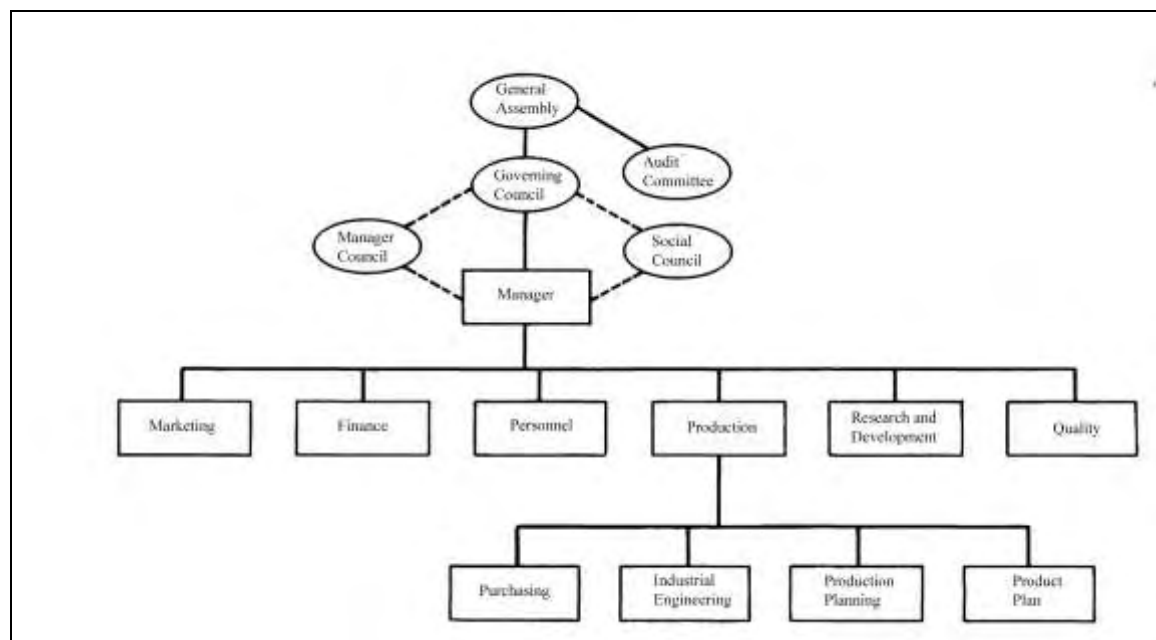 General
Assembly
Audit
Committee
Governing
Council
Manager
Council
Social
Council
Manager
Marketing
Finance
Personnel
Production
Research and
Development
Quality
Purchasing
Industrial
Engineering
Production
Planning
Product
Plan